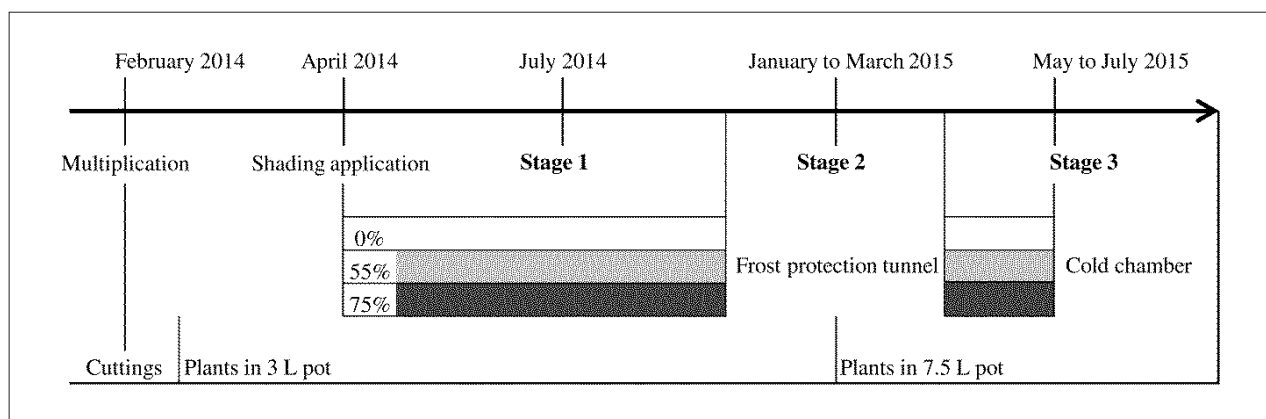 February 2014 April 2014 July 2014 January to March 2015 May to July 2015
Multiplication Shading application Stage 1 Stage 2 Stage 3
0%
55% Frost protection tunnel Cold chamber
75%
Cuttings Plants in 3 L pot Plants in 7.5 L pot